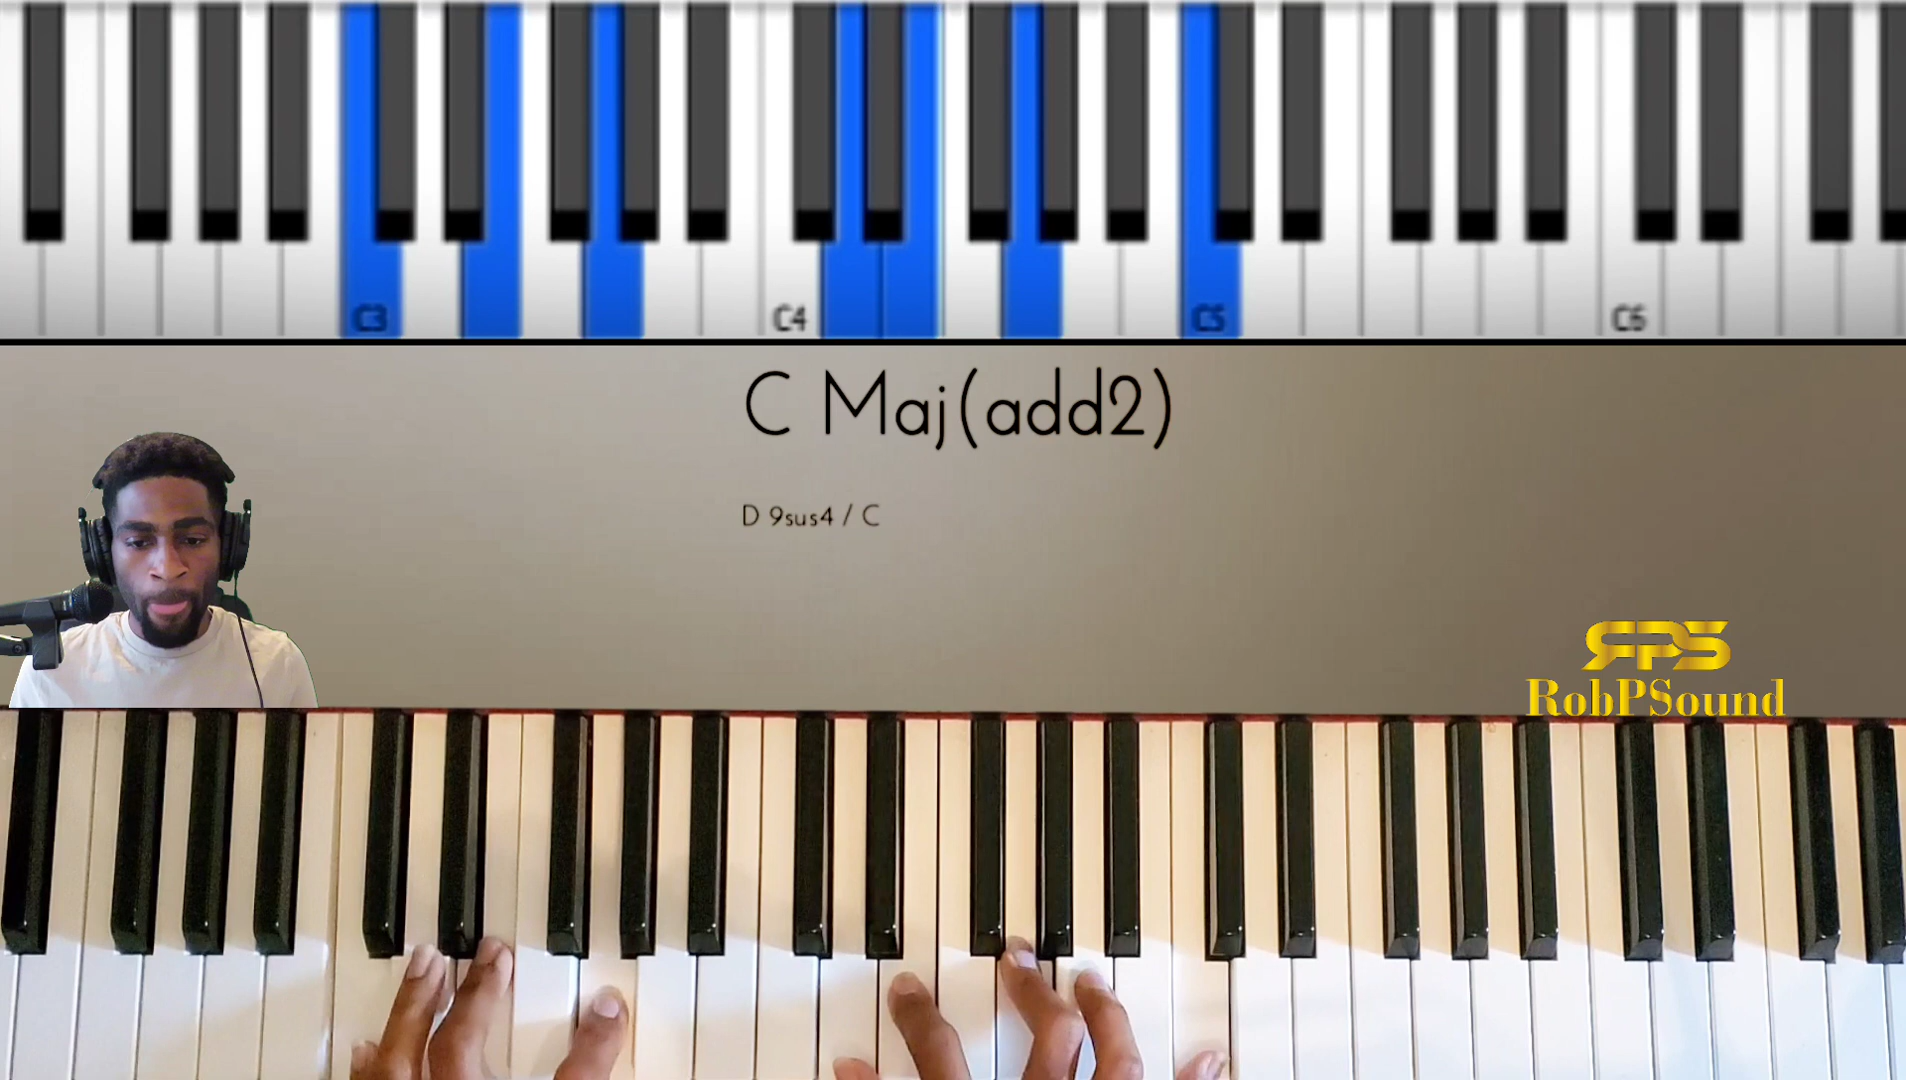 C3 C4 C5 C6
C Maj(add2)
D 9sus4 / C
RPS
RobPSound